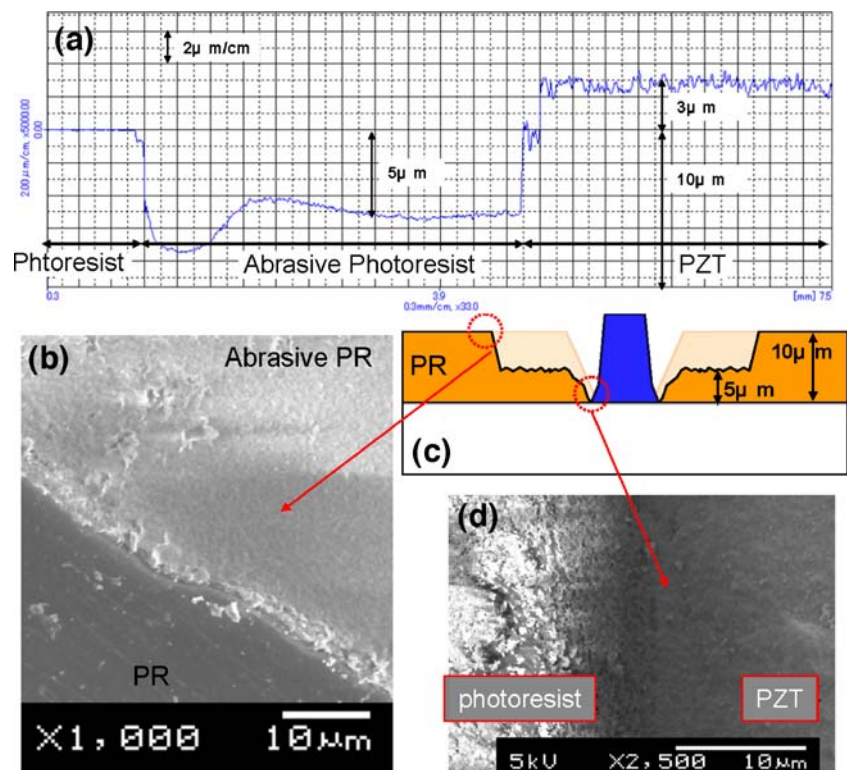 (a)
2μ m/cm
2.00μm/cm, x5000.00
0.00
5μ m
3μ m
10μ m
Phtoresist
Abrasive Photoresist
PZT
0.3
3.9
[mm] 7.5
0.3mm/cm, x33.0
(b)
Abrasive PR
PR
X1,000 10μm
PR
10μ m
5μ m
(c)
(d)
photoresist
PZT
5kV X2,500 10μm